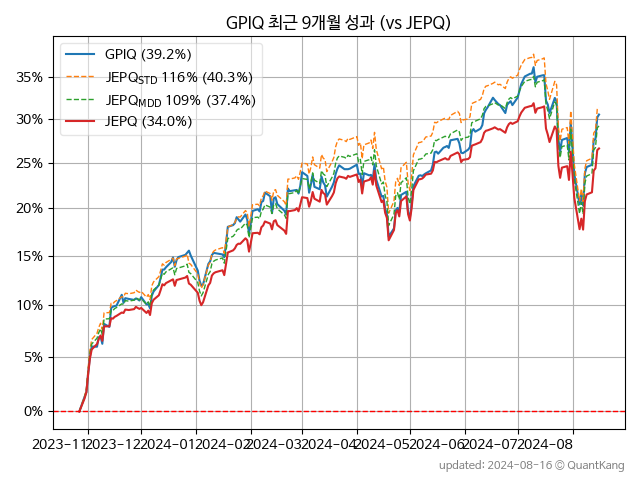 GPIQ 최근 9개월 성과 (vs JEPQ)
GPIQ (39.2%)
JEPQSTD 116% (40.3%)
JEPQMDD 109% (37.4%)
JEPQ (34.0%)
35%
30%
25%
20%
15%
10%
5%
0%
2023-11 2023-12 2024-01 2024-02 2024-03 2024-04 2024-05 2024-06 2024-07 2024-08
updated: 2024-08-16 © QuantKang